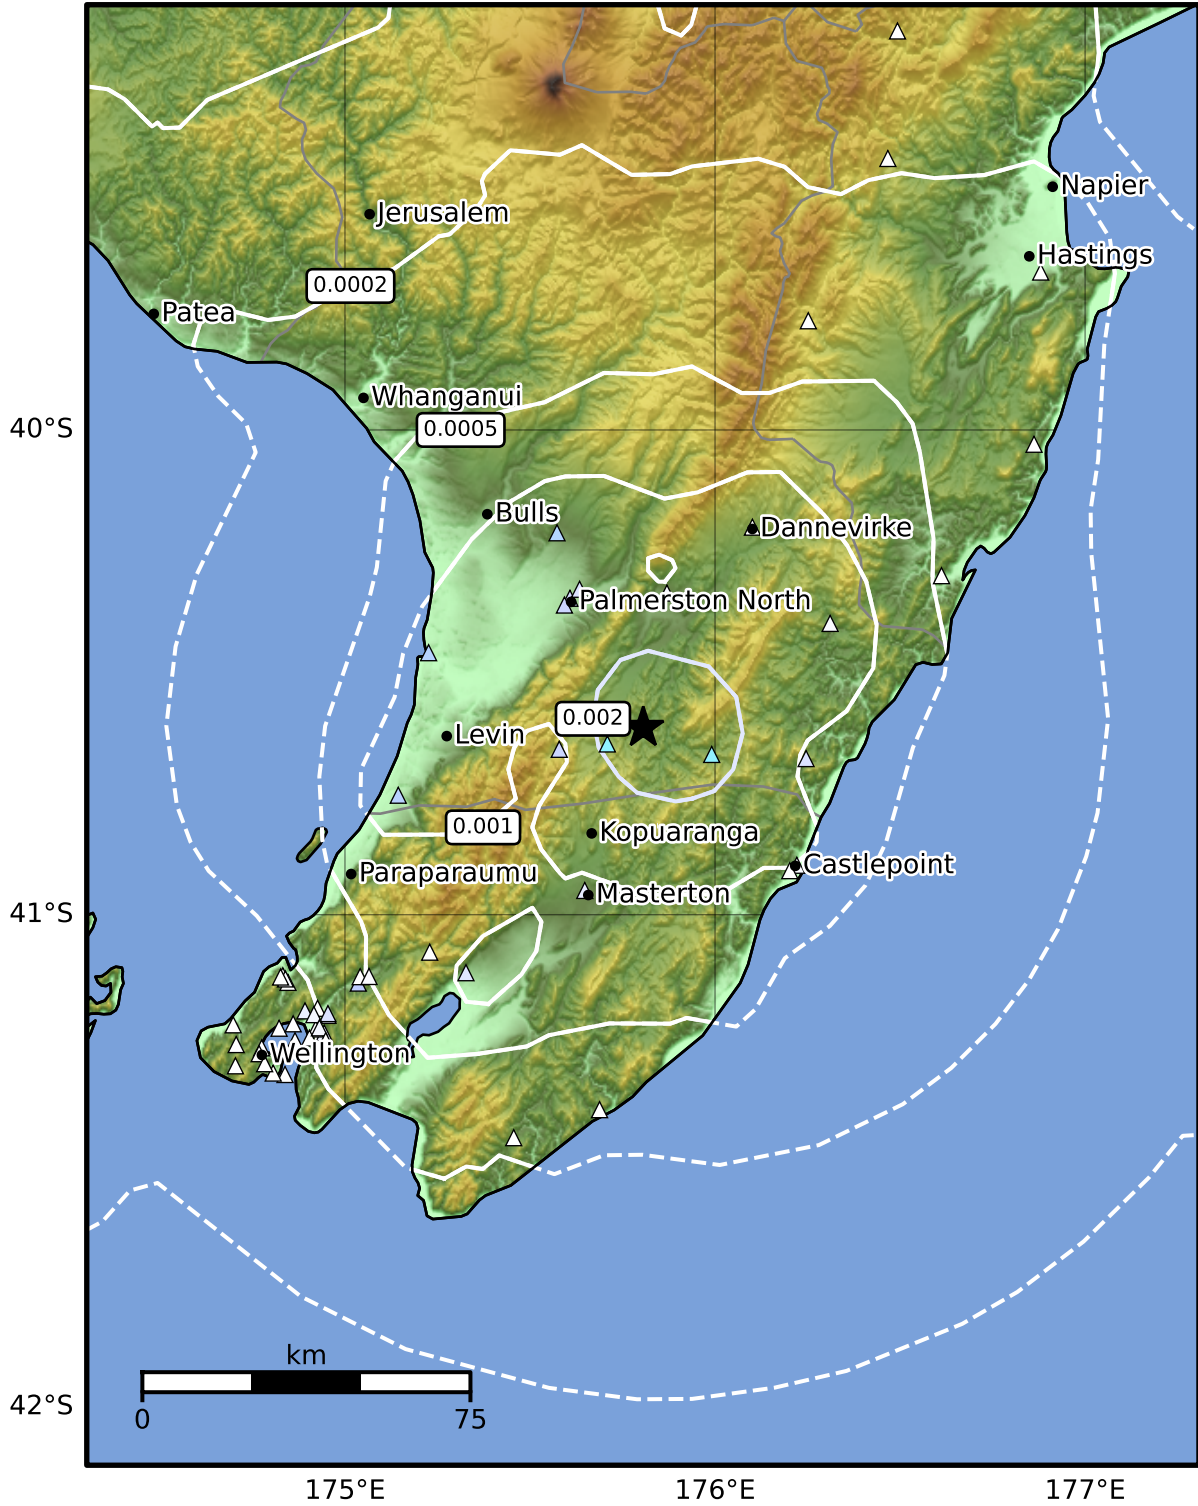 Napier
Jerusalem
Hastings
0.0002
Patea
Whanganui
40°S
0.0005
Bulls
Dannevirke
Palmerston North
0.002
Levin
0.001
Kopuaranga
Castlepoint
Paraparaumu
Masterton
41°S
Wellington
km
0
75
42°S
175°E
176°E
177°E